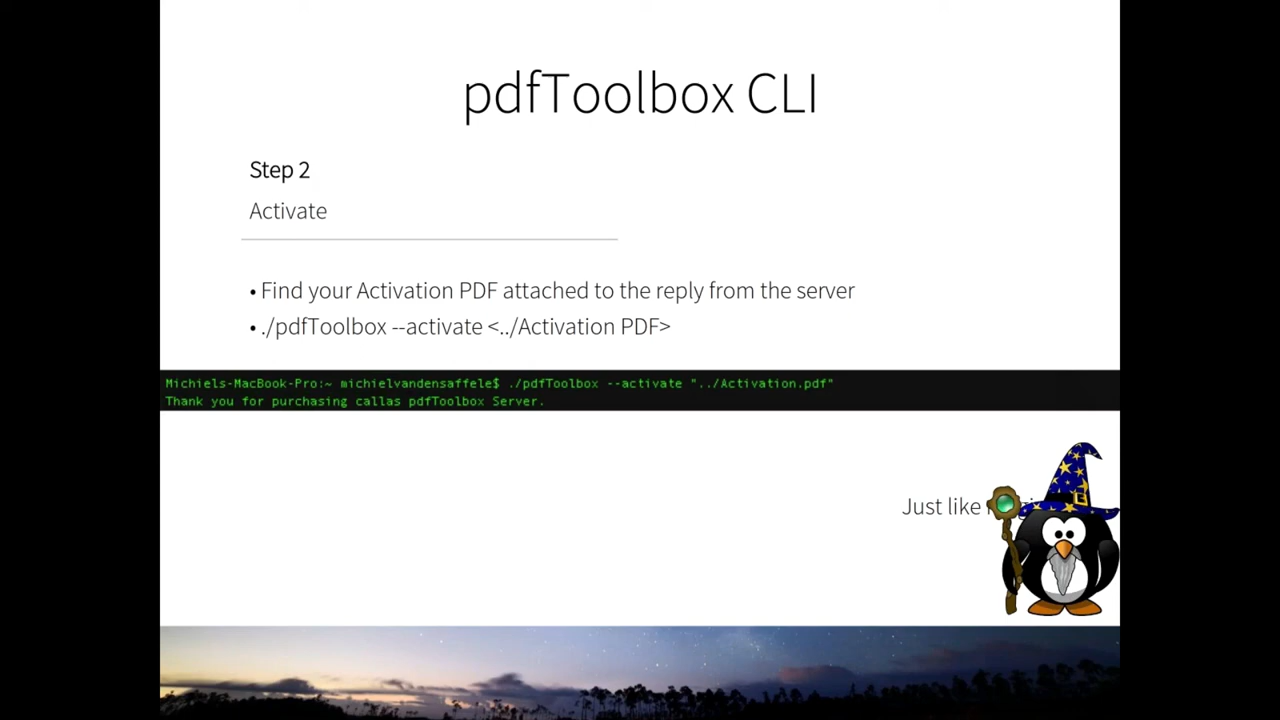 pdfToolbox CLI
Step 2
Activate
• Find your Activation PDF attached to the reply from the server
• ./pdfToolbox --activate <../Activation PDF>
Michiels-MacBook-Pro:~ michielvandensaffele$ ./pdfToolbox --activate "../Activation.pdf"
Thank you for purchasing callas pdfToolbox Server.
Just like